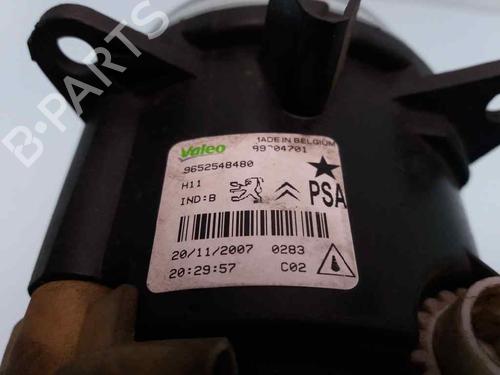 B-PARTS
Valeo
MADE IN BELGIUM
9652548480
H11
PSA
IND:B
20/11/2007 0283
20:29:57 C02